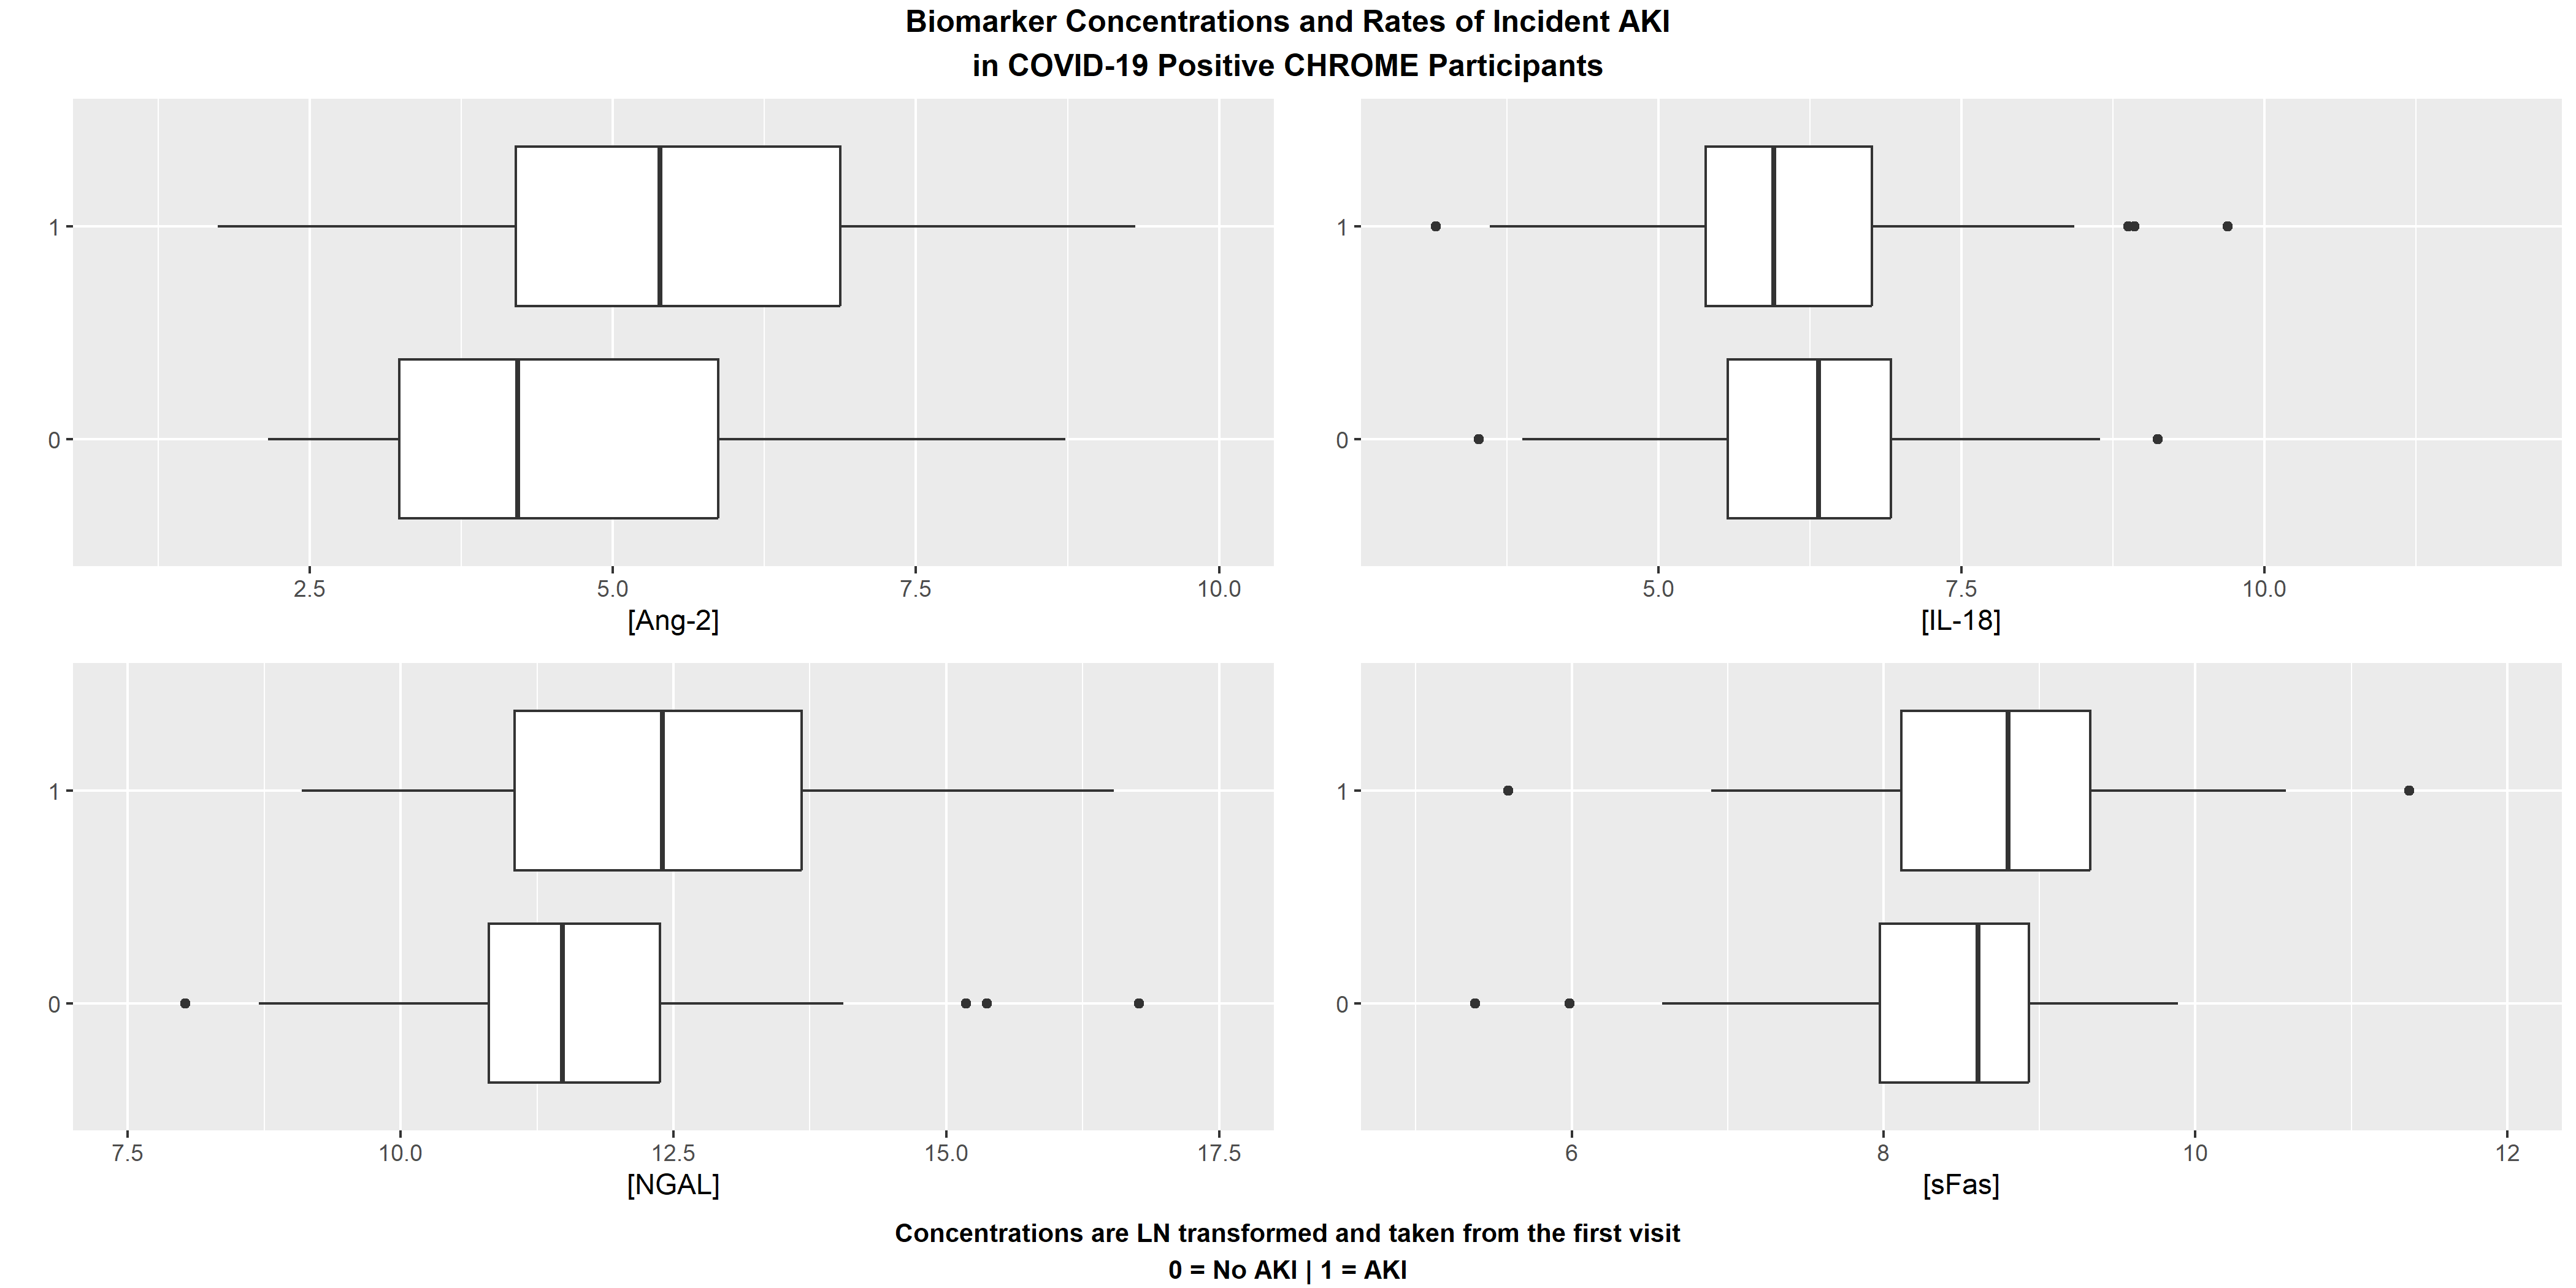 Biomarker Concentrations and Rates of Incident AKI
in COVID-19 Positive CHROME Participants
1
0
2.5 5.0 7.5 10.0
[Ang-2]
1
0
5.0 7.5 10.0
[IL-18]
1
0
7.5 10.0 12.5 15.0 17.5
[NGAL]
1
0
6 8 10 12
[sFas]
Concentrations are LN transformed and taken from the first visit
0 = No AKI | 1 = AKI